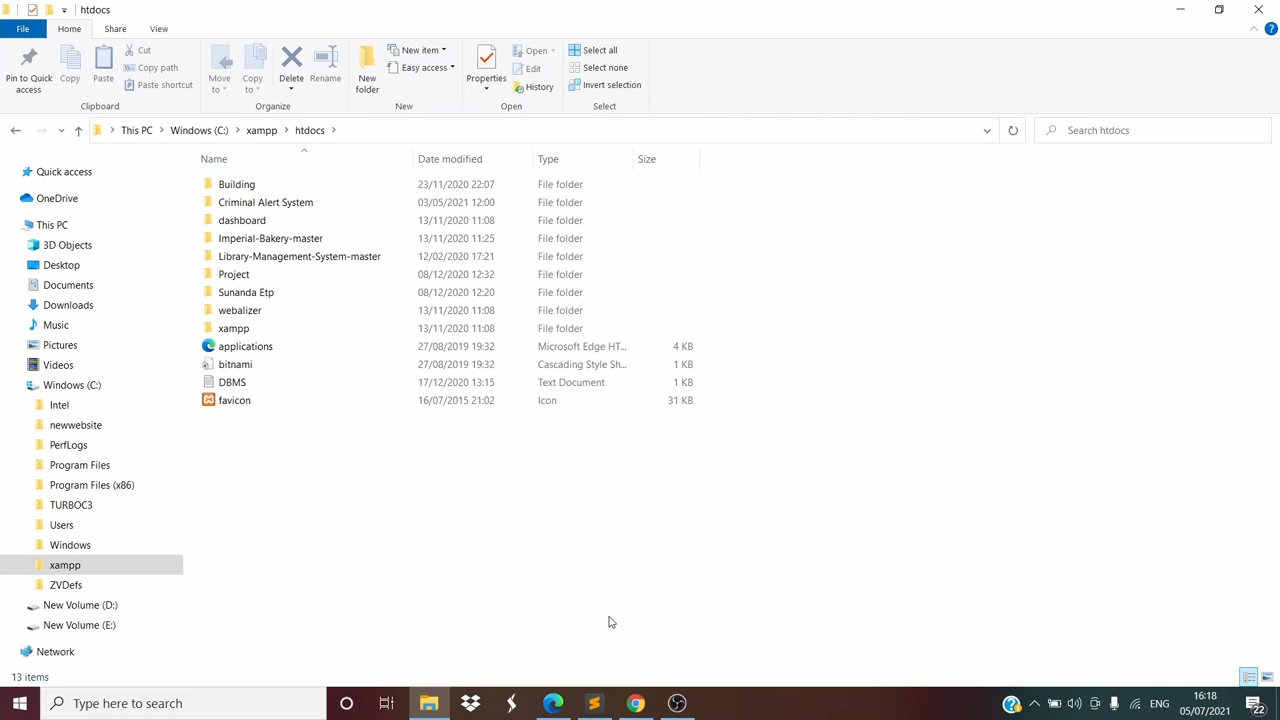 htdocs
File Home Share View
Pin to Quick access
Copy
Paste
Cut
Copy path
Paste shortcut
Clipboard
Move to
Copy to
Delete
Rename
Organize
New folder
New item
Easy access
New
Properties
Open
Edit
History
Open
Select all
Select none
Invert selection
Select
This PC Windows (C:) xampp htdocs
Search htdocs
Quick access
OneDrive
This PC
3D Objects
Desktop
Documents
Downloads
Music
Pictures
Videos
Windows (C:)
Intel
newwebsite
PerfLogs
Program Files
Program Files (x86)
TURBOC3
Users
Windows
xampp
ZVDefs
New Volume (D:)
New Volume (E:)
Network
Name Date modified Type Size
Building 23/11/2020 22:07 File folder
Criminal Alert System 03/05/2021 12:00 File folder
dashboard 13/11/2020 11:08 File folder
Imperial-Bakery-master 13/11/2020 11:25 File folder
Library-Management-System-master 12/02/2020 17:21 File folder
Project 08/12/2020 12:32 File folder
Sunanda Etp 08/12/2020 12:20 File folder
webalizer 13/11/2020 11:08 File folder
xampp 13/11/2020 11:08 File folder
applications 27/08/2019 19:32 Microsoft Edge HT... 4 KB
bitnami 27/08/2019 19:32 Cascading Style Sh... 1 KB
DBMS 17/12/2020 13:15 Text Document 1 KB
favicon 16/07/2015 21:02 Icon 31 KB
13 items
Type here to search
ENG
16:18
05/07/2021
22